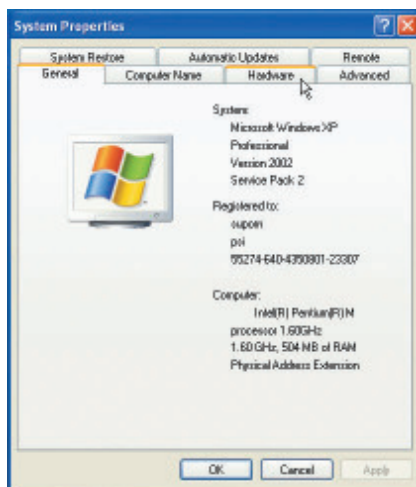 System Properties
System Restore Automatic Updates Remote
General Computer Name Hardware Advanced
System:
Microsoft Windows XP
Professional
Version 2002
Service Pack 2
Registered to:
psi
55274-640-4350801-23307
Computer:
Intel(R) Pentium(R) M
processor 1.60GHz
1.60 GHz, 504 MB of RAM
Physical Address Extension
OK Cancel Apply